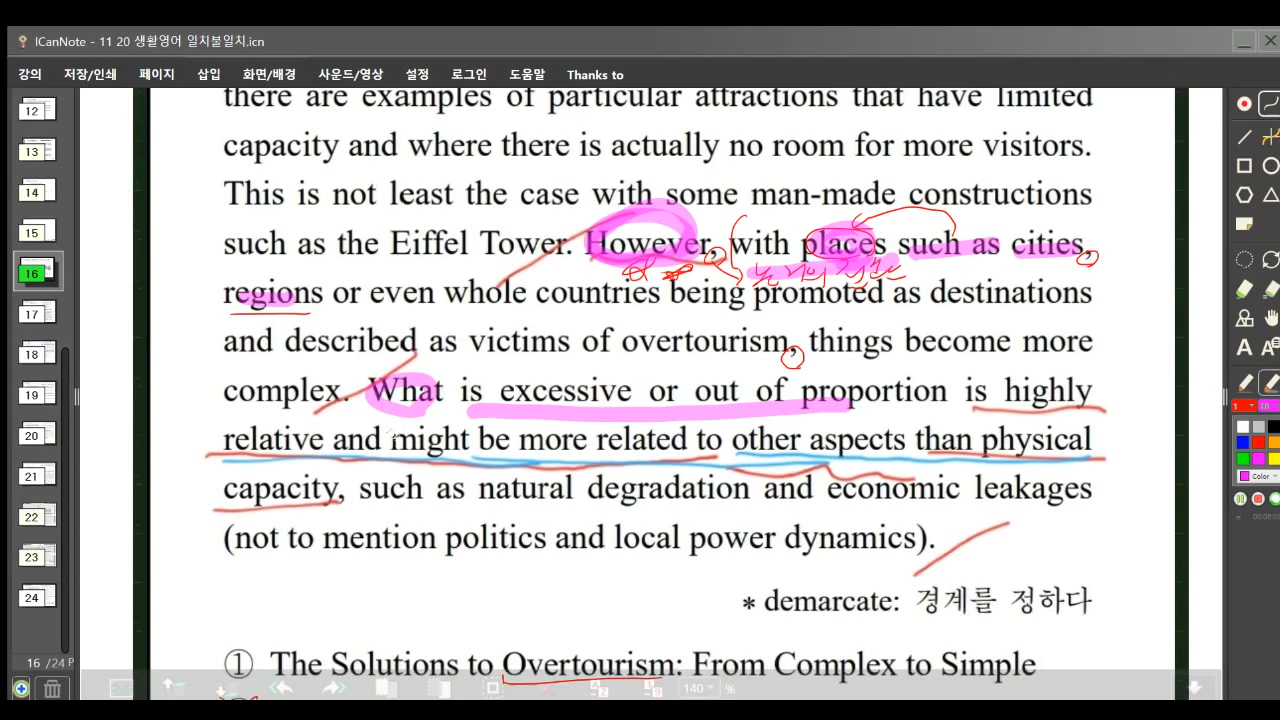 ICanNote - 11 20 생활영어 일치불일치.icn
강의 저장/인쇄 페이지 삽입 화면/배경 사운드/영상 설정 로그인 도움말 Thanks to
12
13
14
15
16
17
18
19
20
21
22
23
24
16 /24 P
there are examples of particular attractions that have limited
capacity and where there is actually no room for more visitors.
This is not least the case with some man-made constructions
such as the Eiffel Tower. However, with places such as cities,
regions or even whole countries being promoted as destinations
and described as victims of overtourism, things become more
complex. What is excessive or out of proportion is highly
relative and might be more related to other aspects than physical
capacity, such as natural degradation and economic leakages
(not to mention politics and local power dynamics).
* demarcate: 경계를 정하다
① The Solutions to Overtourism: From Complex to Simple
140 %
A A
1
Color